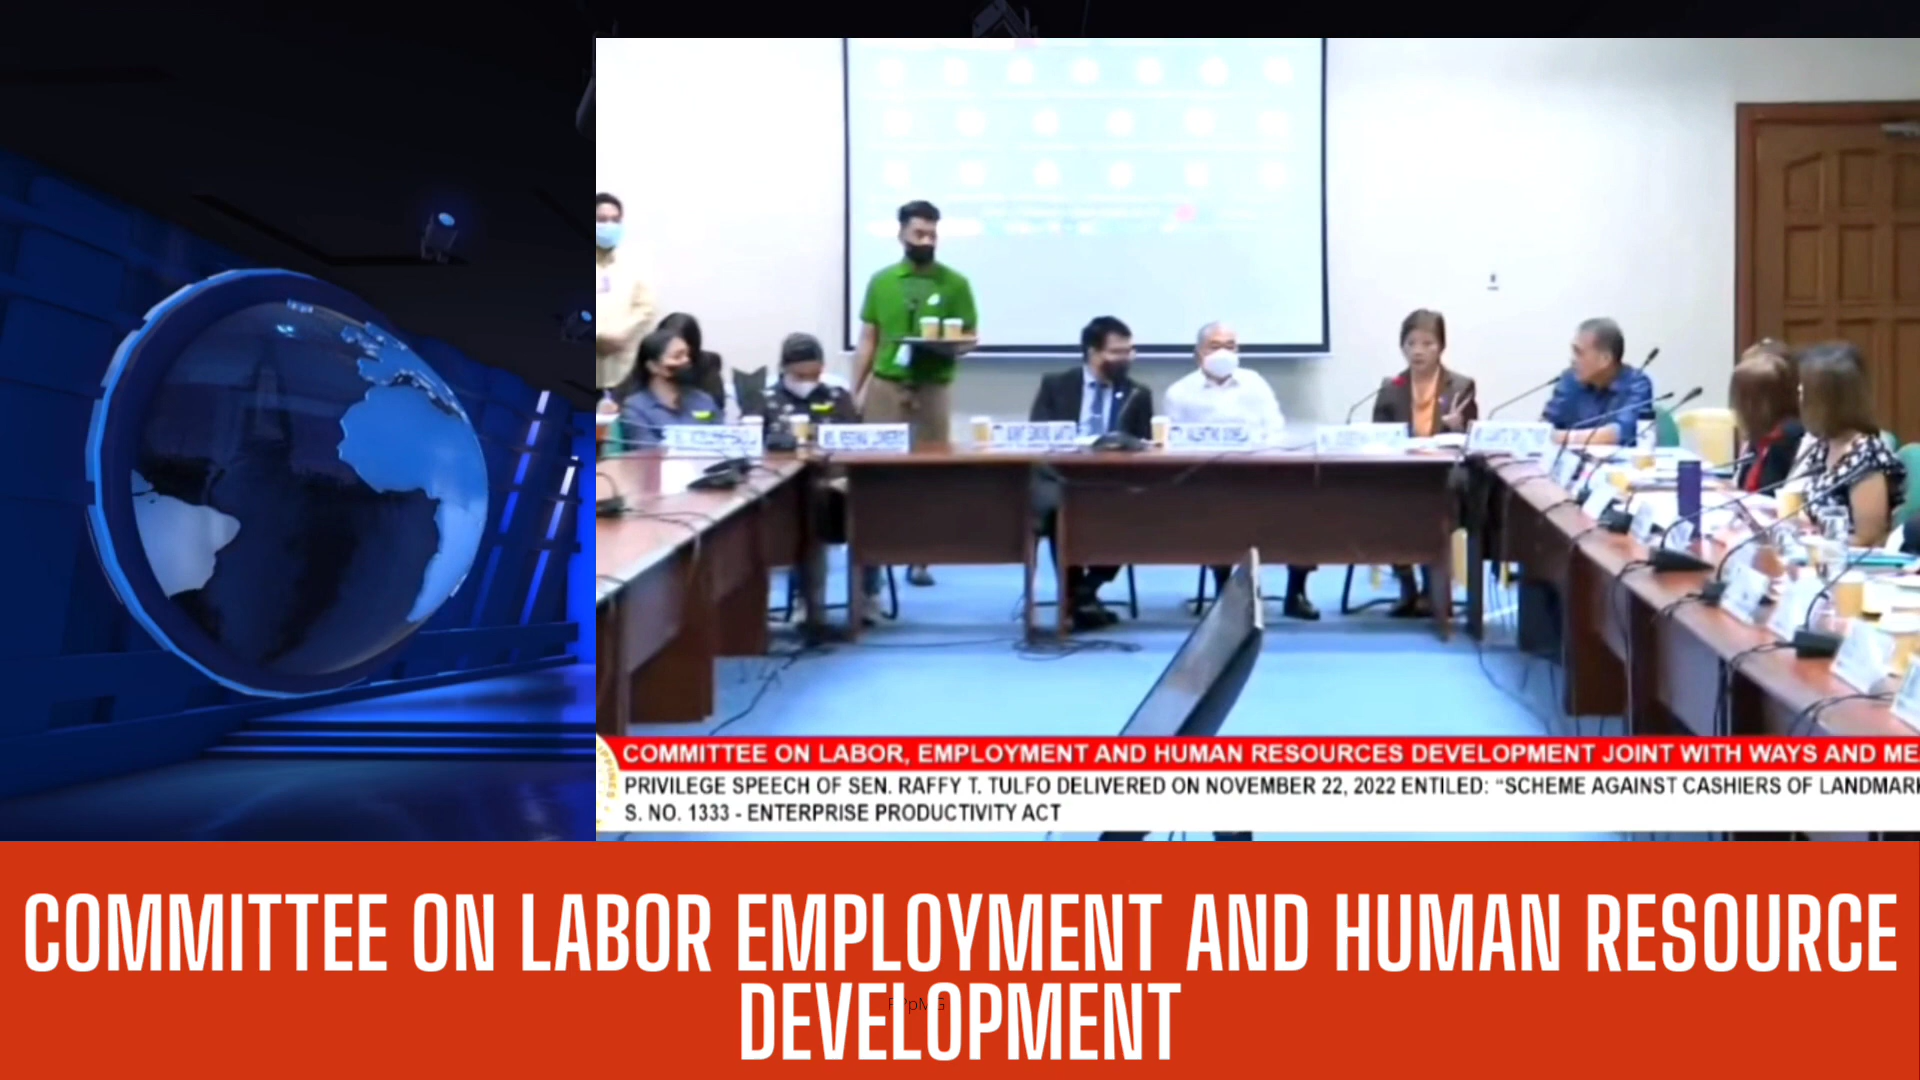 COMMITTEE ON LABOR, EMPLOYMENT AND HUMAN RESOURCES DEVELOPMENT JOINT WITH WAYS AND ME
PRIVILEGE SPEECH OF SEN. RAFFY T. TULFO DELIVERED ON NOVEMBER 22, 2022 ENTILED: “SCHEME AGAINST CASHIERS OF LANDMARK
S. NO. 1333 - ENTERPRISE PRODUCTIVITY ACT
COMMITTEE ON LABOR EMPLOYMENT AND HUMAN RESOURCE
DEVELOPMENT